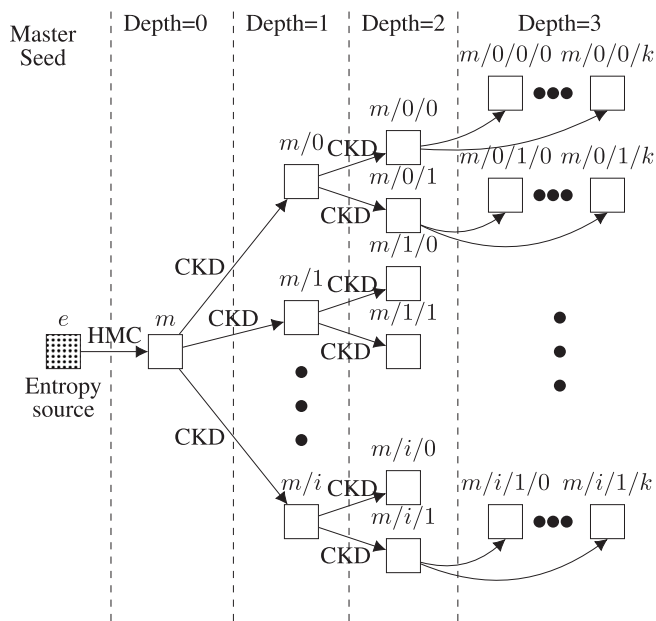 Master
Seed
Depth=0
Depth=1
Depth=2
Depth=3
m/0/0/0
m/0/0/k
m/0/0
m/0
CKD
m/0/1/0
m/0/1/k
m/0/1
CKD
m/1/0
CKD
m/1
CKD
m/1/1
e
HMC
m
CKD
CKD
Entropy
source
CKD
m/i/0
m/i
CKD
m/i/1/0
m/i/1/k
m/i/1
CKD